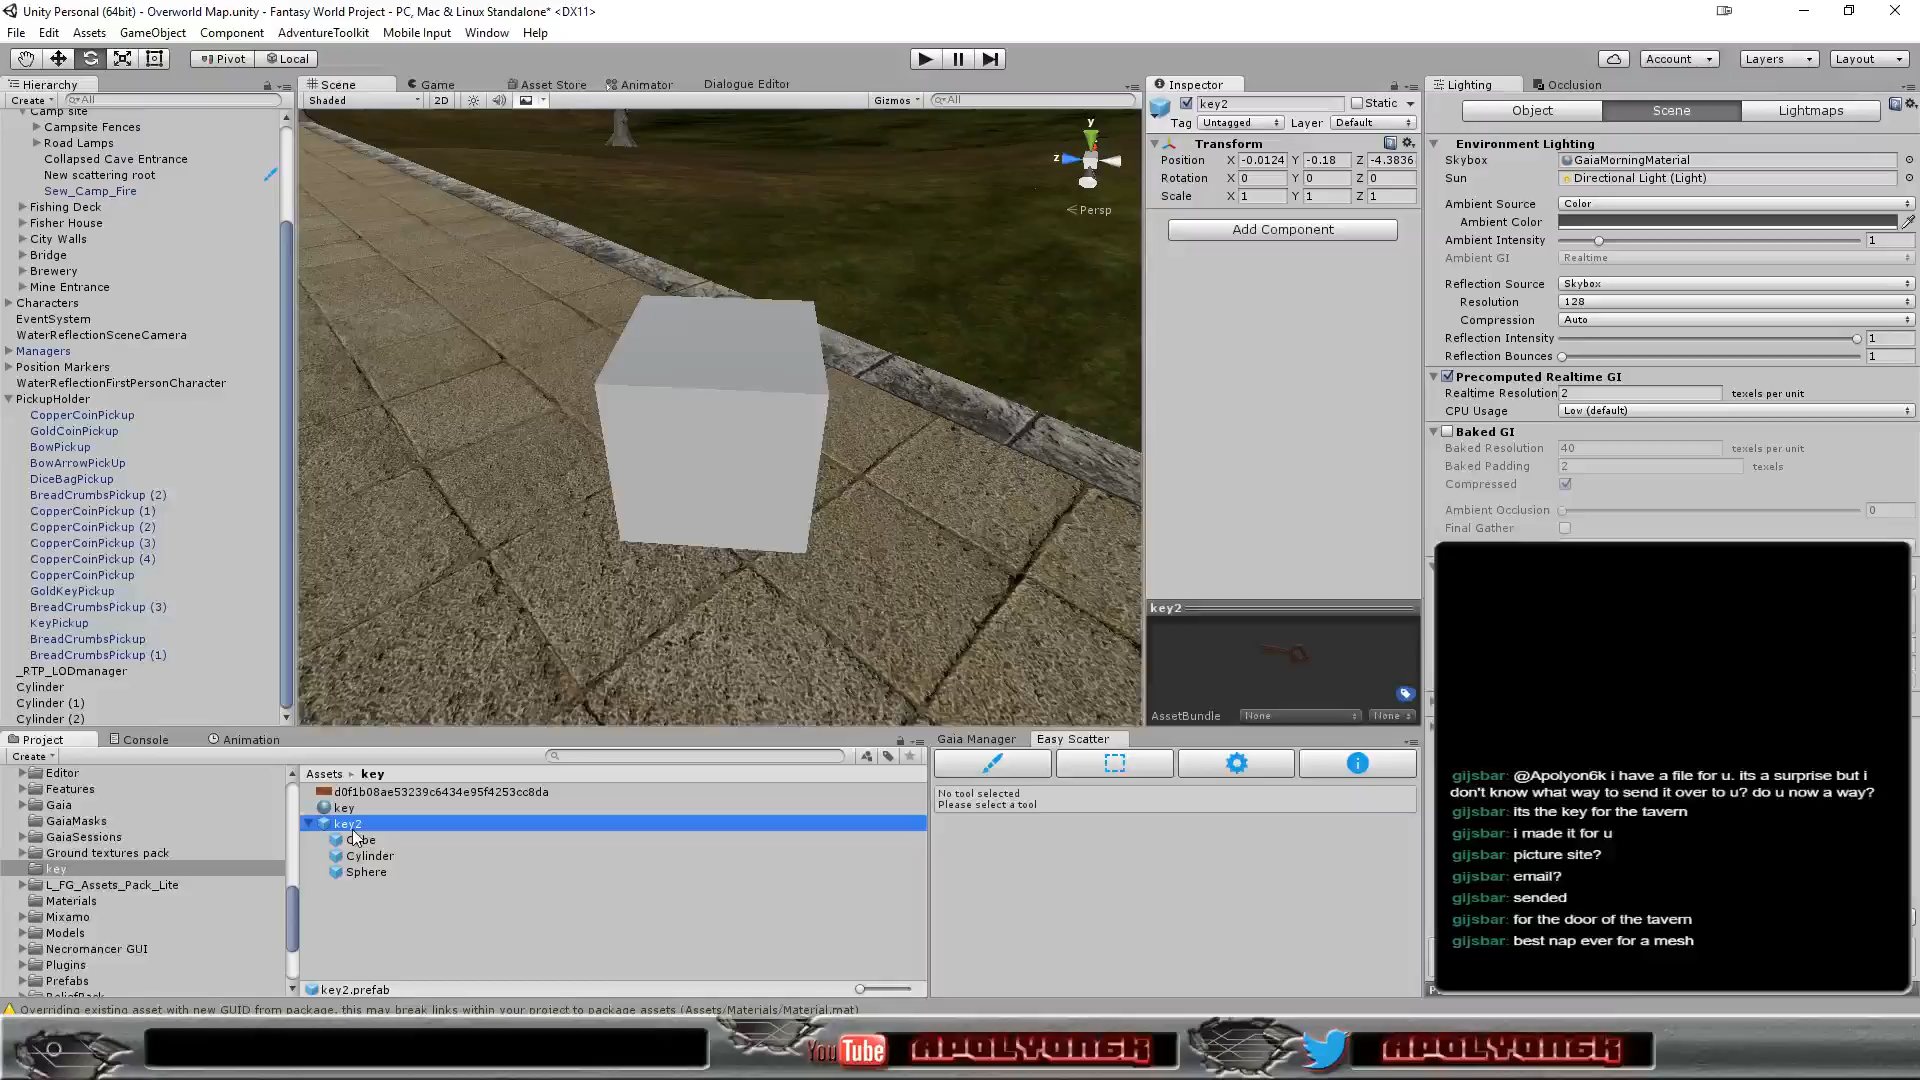 Unity Personal (64bit) - Overworld Map.unity - Fantasy World Project - PC, Mac & Linux Standalone* <DX11>
File Edit Assets GameObject Component AdventureToolkit Mobile Input Window Help
Pivot Local Account Layers Layout
Hierarchy
Create All
Camp site
Campsite Fences
Road Lamps
Collapsed Cave Entrance
New scattering root
Sew_Camp_Fire
Fishing Deck
Fisher House
City Walls
Bridge
Brewery
Mine Entrance
Characters
EventSystem
WaterReflectionSceneCamera
Managers
Position Markers
WaterReflectionFirstPersonCharacter
PickupHolder
CopperCoinPickup
GoldCoinPickup
BowPickup
BowArrowPickUp
DiceBagPickup
BreadCrumbsPickup (2)
CopperCoinPickup (1)
CopperCoinPickup (2)
CopperCoinPickup (3)
CopperCoinPickup (4)
CopperCoinPickup
GoldKeyPickup
BreadCrumbsPickup (3)
KeyPickup
BreadCrumbsPickup
BreadCrumbsPickup (1)
_RTP_LODmanager
Cylinder
Cylinder (1)
Cylinder (2)
Scene Game Asset Store Animator Dialogue Editor
Shaded 2D Gizmos All
y
z
Persp
Inspector
key2 Static
Tag Untagged Layer Default
Transform
Position X -0.0124 Y -0.18 Z -4.3836
Rotation X 0 Y 0 Z 0
Scale X 1 Y 1 Z 1
Add Component
key2
AssetBundle None None
Lighting Occlusion
Object Scene Lightmaps
Environment Lighting
Skybox GaiaMorningMaterial
Sun Directional Light (Light)
Ambient Source Color
Ambient Color
Ambient Intensity 1
Ambient GI Realtime
Reflection Source Skybox
Resolution 128
Compression Auto
Reflection Intensity 1
Reflection Bounces 1
Precomputed Realtime GI
Realtime Resolution 2 texels per unit
CPU Usage Low (default)
Baked GI
Baked Resolution 40 texels per unit
Baked Padding 2 texels
Compressed
Ambient Occlusion 0
Final Gather
Project Console Animation
Create
Editor
Features
Gaia
GaiaMasks
GaiaSessions
Ground textures pack
key
L_FG_Assets_Pack_Lite
Materials
Mixamo
Models
Necromancer GUI
Plugins
Prefabs
Assets key
d0f1b08ae53239c6434e95f4253cc8da
key
key2
Cube
Cylinder
Sphere
key2.prefab
Gaia Manager Easy Scatter
No tool selected
Please select a tool
gijsbar: @Apolyon6k i have a file for u. its a surprise but i
don't know what way to send it over to u? do u now a way?
gijsbar: its the key for the tavern
gijsbar: i made it for u
gijsbar: picture site?
gijsbar: email?
gijsbar: sended
gijsbar: for the door of the tavern
gijsbar: best nap ever for a mesh
Overriding existing asset with new GUID from package, this may break links within your project to package assets (Assets/Materials/Material.mat)
YouTube APOLYON6K APOLYON6K